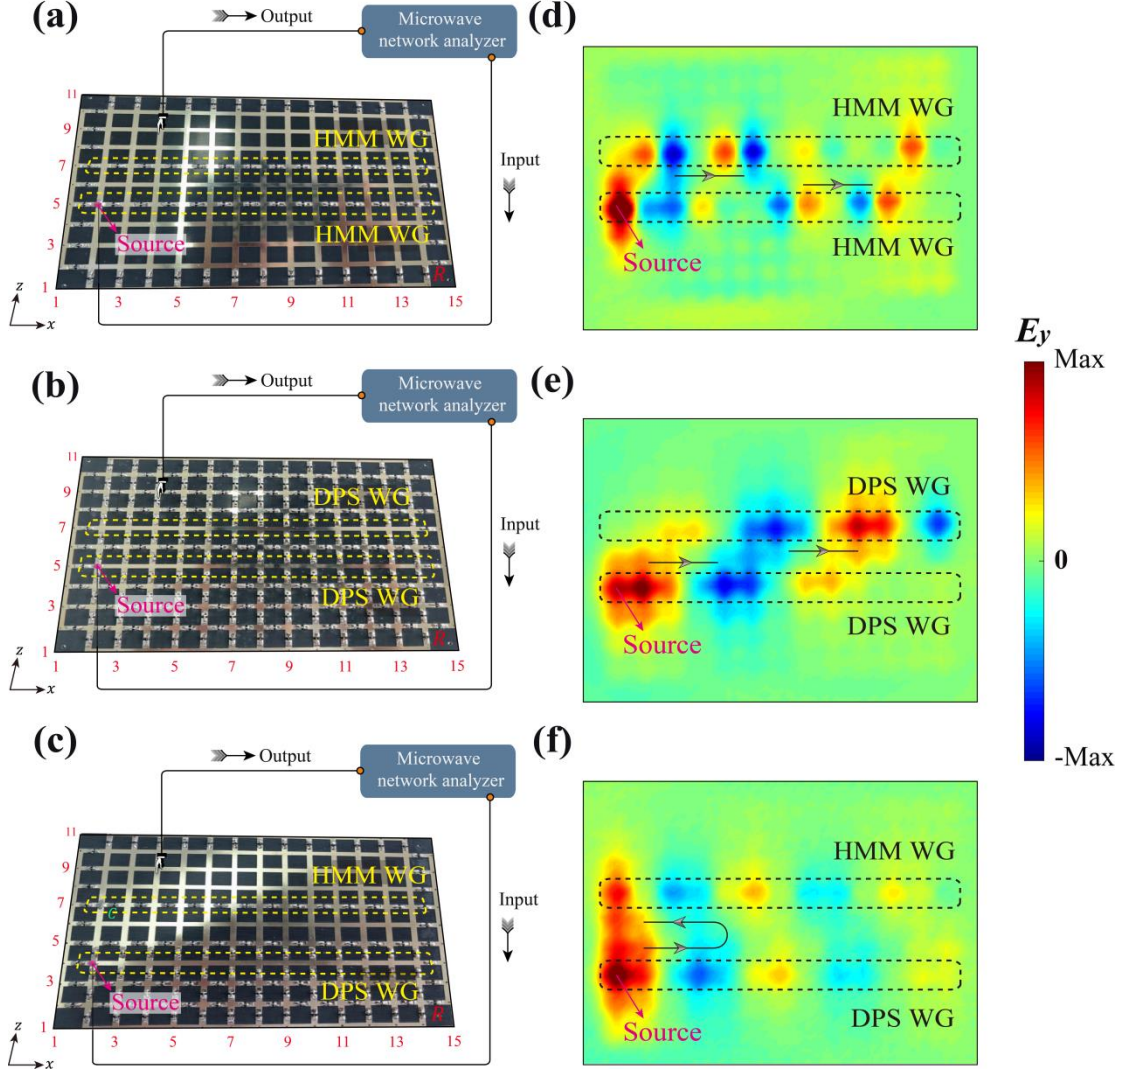 (a)
Output
Microwave
network analyzer
11
9
7
5
3
1
HMM WG
HMM WG
Input
Source
R
z
x
1
3
5
7
9
11
13
15
(d)
HMM WG
HMM WG
Source
(b)
Output
Microwave
network analyzer
11
9
7
5
3
1
DPS WG
DPS WG
Input
Source
R
z
x
1
3
5
7
9
11
13
15
(e)
DPS WG
DPS WG
Source
Ey
Max
0
-Max
(c)
Output
Microwave
network analyzer
11
9
7
5
3
1
HMM WG
C
DPS WG
Input
Source
R
z
x
1
3
5
7
9
11
13
15
(f)
HMM WG
DPS WG
Source